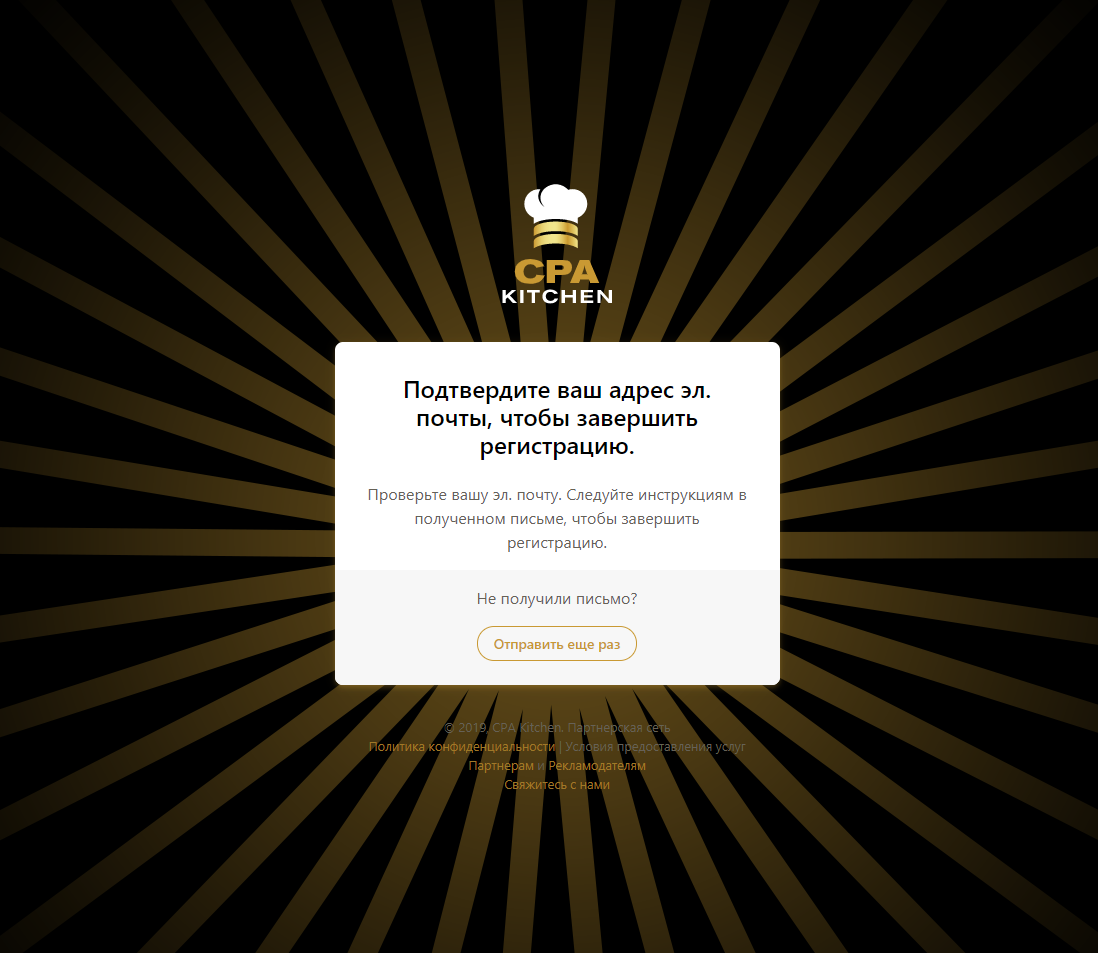 CPA
KITCHEN
Подтвердите ваш адрес эл.
почты, чтобы завершить
регистрацию.
Проверьте вашу эл. почту. Следуйте инструкциям в
полученном письме, чтобы завершить
регистрацию.
Не получили письмо?
Отправить еще раз
© 2019, CPA Kitchen. Партнерская сеть
Политика конфиденциальности | Условия предоставления услуг
Партнерам и Рекламодателям
Свяжитесь с нами